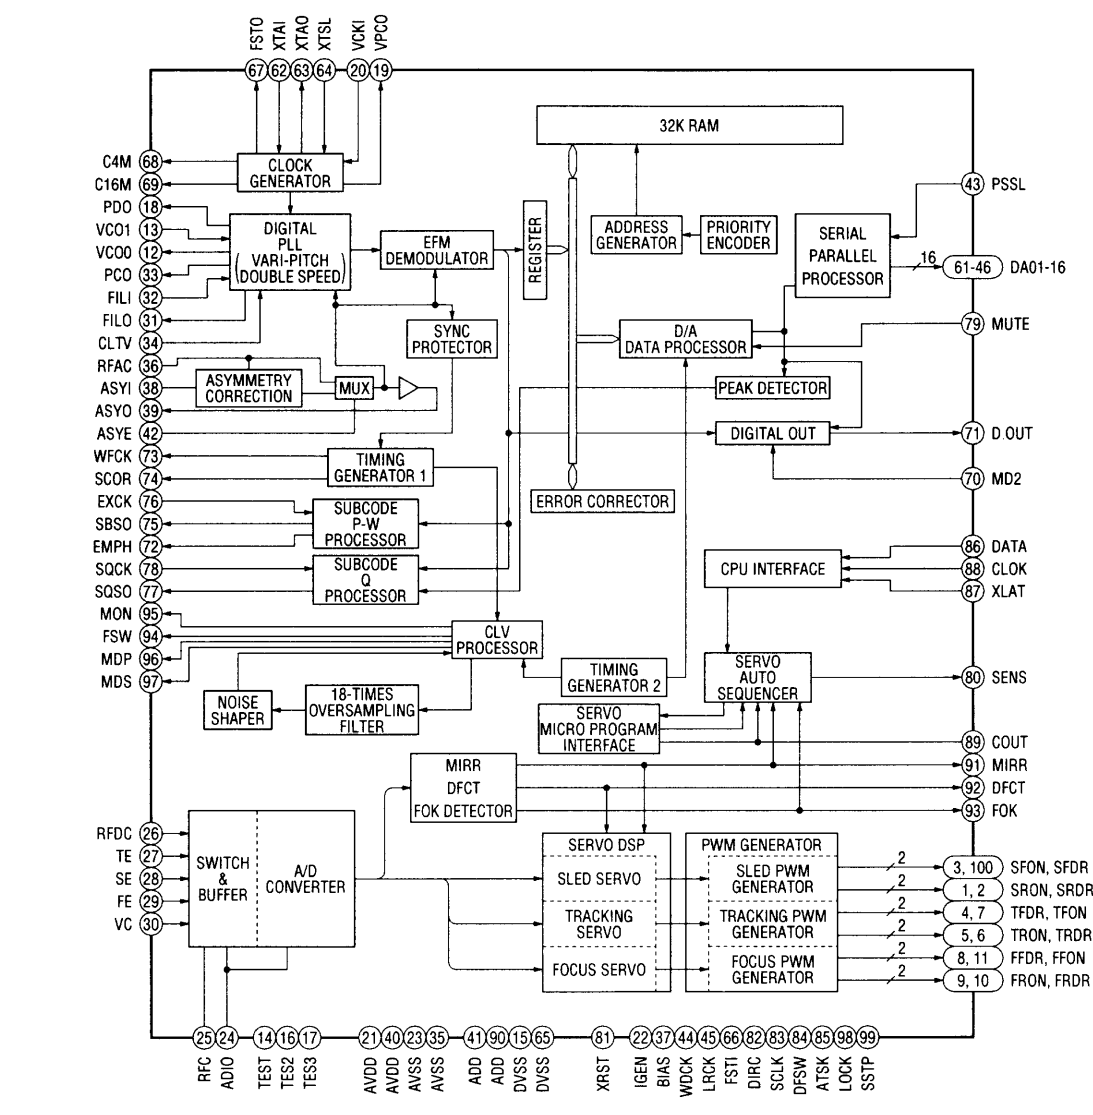 FSTO
XTAI
XTAO
XTSL
VCKI
VPCO
67 62 63 64 20 19
32K RAM
C4M 68
C16M 69
PDO 18
VCO1 13
VCO0 12
PCO 33
FILI 32
FILO 31
CLTV 34
RFAC 36
ASYI 38
ASYO 39
ASYE 42
WFCK 73
SCOR 74
EXCK 76
SBSO 75
EMPH 72
SQCK 78
SQSO 77
MON 95
FSW 94
MDP 96
MDS 97
RFDC 26
TE 27
SE 28
FE 29
VC 30
CLOCK
GENERATOR
DIGITAL
PLL
(VARI-PITCH
DOUBLE SPEED)
EFM
DEMODULATOR
REGISTER
ADDRESS
GENERATOR
PRIORITY
ENCODER
SERIAL
PARALLEL
PROCESSOR
SYNC
PROTECTOR
D/A
DATA PROCESSOR
ASYMMETRY
CORRECTION
MUX
PEAK DETECTOR
DIGITAL OUT
TIMING
GENERATOR 1
ERROR CORRECTOR
SUBCODE
P-W
PROCESSOR
SUBCODE
Q
PROCESSOR
CPU INTERFACE
CLV
PROCESSOR
TIMING
GENERATOR 2
SERVO
AUTO
SEQUENCER
NOISE
SHAPER
18-TIMES
OVERSAMPLING
FILTER
SERVO
MICRO PROGRAM
INTERFACE
MIRR
DFCT
FOK DETECTOR
SWITCH
&
BUFFER
A/D
CONVERTER
SERVO DSP
SLED SERVO
TRACKING
SERVO
FOCUS SERVO
PWM GENERATOR
SLED PWM
GENERATOR
TRACKING PWM
GENERATOR
FOCUS PWM
GENERATOR
43 PSSL
16
61-46 DA01-16
79 MUTE
71 D.OUT
70 MD2
86 DATA
88 CLOK
87 XLAT
80 SENS
89 COUT
91 MIRR
92 DFCT
93 FOK
2 3, 100 SFON, SFDR
2 1, 2 SRON, SRDR
2 4, 7 TFDR, TFON
2 5, 6 TRON, TRDR
2 8, 11 FFDR, FFON
2 9, 10 FRON, FRDR
25 24 14 16 17 21 40 23 35 41 90 15 65 81 22 37 44 45 66 82 83 84 85 98 99
RFC
ADIO
TEST
TES2
TES3
AVDD
AVDD
AVSS
AVSS
ADD
ADD
DVSS
DVSS
XRST
IGEN
BIAS
WDCK
LRCK
FSTI
DIRC
SCLK
DFSW
ATSK
LOCK
SSTP